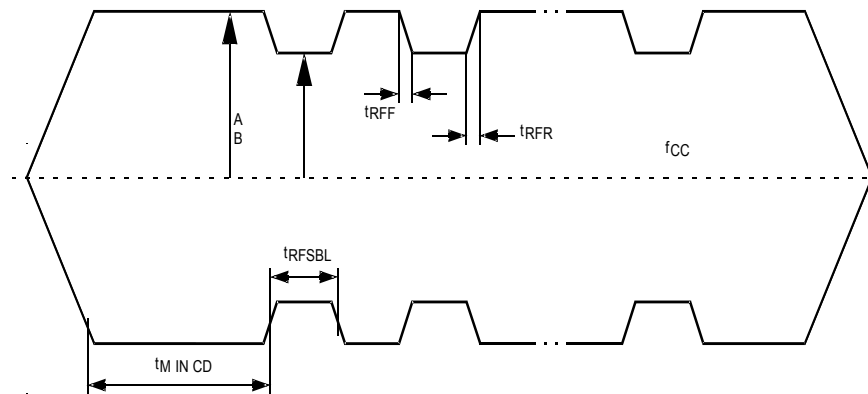 A
B
tRFF
tRFR
fCC
tRFSBL
tM IN CD